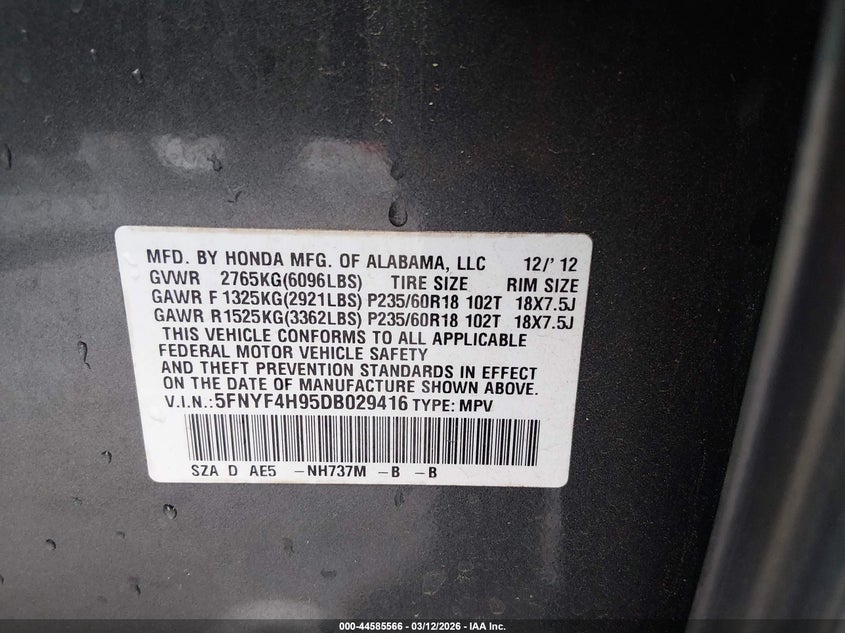 MFD. BY HONDA MFG. OF ALABAMA, LLC 12/'12
GVWR 2765KG(6096LBS) TIRE SIZE RIM SIZE
GAWR F1325KG(2921LBS) P235/60R18 102T 18X7.5J
GAWR R1525KG(3362LBS) P235/60R18 102T 18X7.5J
THIS VEHICLE CONFORMS TO ALL APPLICABLE
FEDERAL MOTOR VEHICLE SAFETY
AND THEFT PREVENTION STANDARDS IN EFFECT
ON THE DATE OF MANUFACTURE SHOWN ABOVE.
V.I.N.:5FNYF4H95DB029416 TYPE: MPV
SZA D AE5 -NH737M -B -B
000-44585566 - 03/12/2026 - IAA Inc.